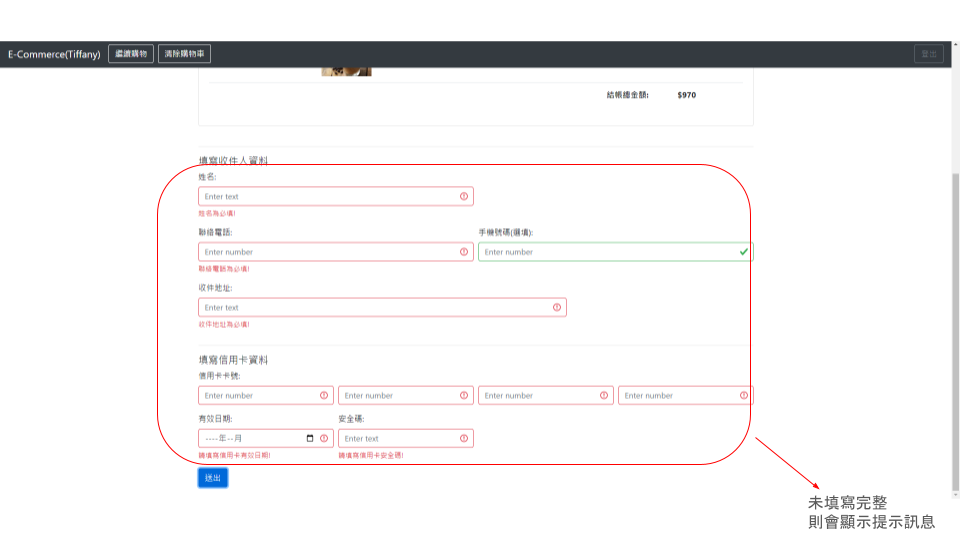 E-Commerce(Tiffany) 繼續購物 清除購物車 登出
結帳總金額: $970
填寫收件人資料
姓名:
Enter text
姓名為必填!
聯絡電話: 手機號碼(選填):
Enter number Enter number
聯絡電話為必填!
收件地址:
Enter text
收件地址為必填!
填寫信用卡資料
信用卡卡號:
Enter number Enter number Enter number Enter number
有效日期: 安全碼:
----年--月 Enter text
請填寫信用卡有效日期! 請填寫信用卡安全碼!
送出
未填寫完整
則會顯示提示訊息